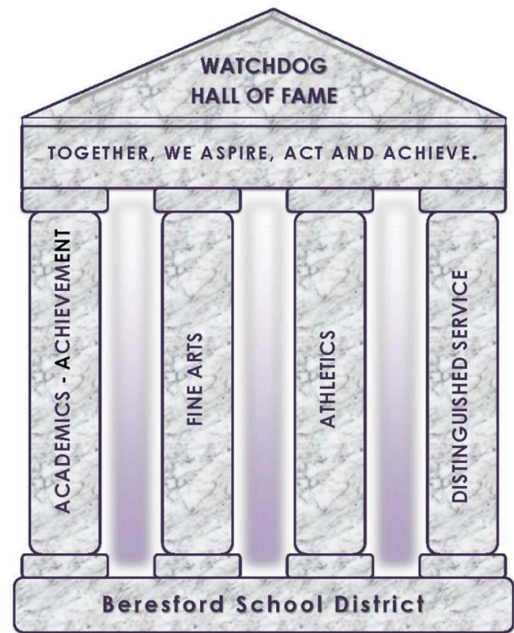 WATCHDOG
HALL OF FAME
TOGETHER, WE ASPIRE, ACT AND ACHIEVE.
ACADEMICS - ACHIEVEMENT
FINE ARTS
ATHLETICS
DISTINGUISHED SERVICE
Beresford School District